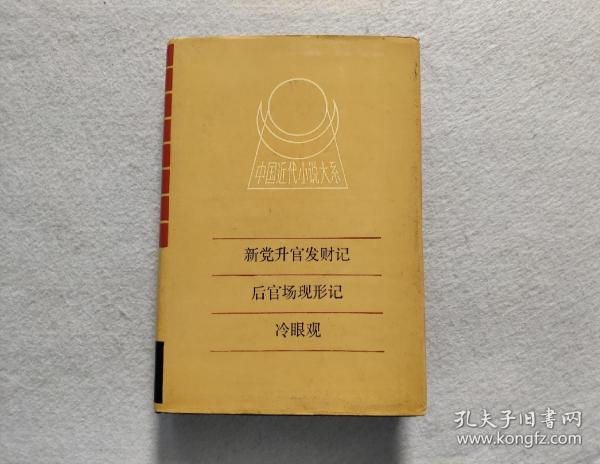 中国近代小说大系
新党升官发财记
后官场现形记
冷眼观
孔夫子旧书网
www.kongfz.com